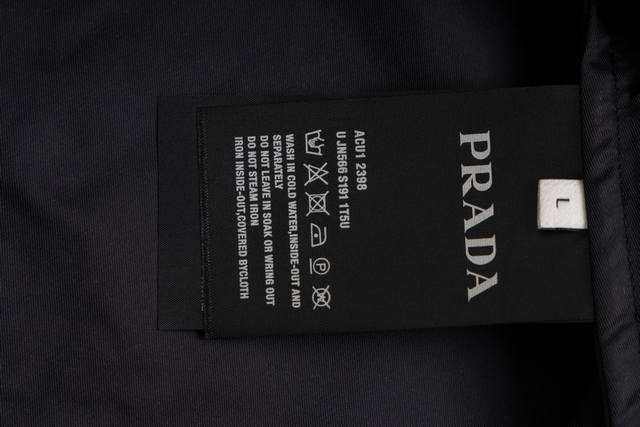 PRADA
L
ACU1 2398
U JN566 S191 1T5U
P
W
WASH IN COLD WATER,INSIDE-OUT AND
SEPARATELY
DO NOT LEAVE IN SOAK OR WRING OUT
DO NOT STEAM IRON
IRON INSIDE-OUT,COVERED BYCLOTH